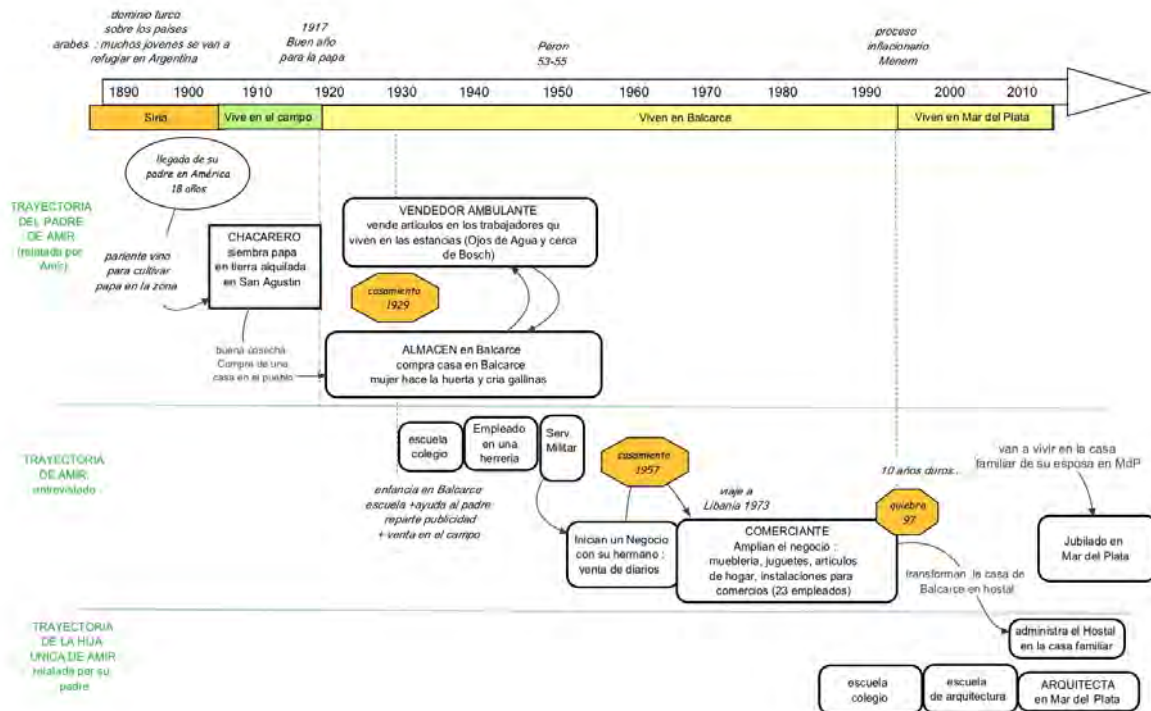 dominio turco
sobre los países
arabes : muchos jovenes se van a
refugiar en Argentina
1917
Buen año
para la papa
Peron
53-55
proceso
inflacionario
Menem
1890 1900 1910 1920 1930 1940 1950 1960 1970 1980 1990 2000 2010
Siria
Vive en el campo
Viven en Balcarce
Viven en Mar del Plata
TRAYECTORIA
DEL PADRE
DE AMIR
(relatada por
Amir)
llegada de su
padre en América
18 años
pariente vino
para cultivar
papa en la zona
CHACARERO
siembra papa
en tierra alquilada
en San Agustin
buena cosecha
Compra de una
casa en el pueblo
VENDEDOR AMBULANTE
vende articulos en los trabajadores qu
viven en las estancias (Ojos de Agua y cerca
de Bosch)
casamiento
1929
ALMACEN en Balcarce
compra casa en Balcarce
mujer hace la huerta y cria gallinas
TRAYECTORIA
DE AMIR,
entrevistado
escuela
colegio
Empleado
en una
herreria
Serv.
Militar
enfancia en Balcarce
escuela +ayuda al padre
reparte publicidad
+ venta en el campo
casamiento
1957
Inician un Negocio
con su hermano :
venta de diarios
viaje a
Libania 1973
COMERCIANTE
Amplian el negocio :
muebleria, juguetes, articulos
de hogar, instalaciones para
comercios (23 empleados)
10 años duros..
quiebra
97
van a vivir en la casa
familiar de su esposa en MdP
Jubilado en
Mar del Plata
transforman la casa de
Balcarce en hostal
TRAYECTORIA
DE LA HIJA
UNICA DE AMIR
relatada por su
padre
administra el Hostal
en la casa familiar
escuela
colegio
escuela
de arquitectura
ARQUITECTA
en Mar del Plata